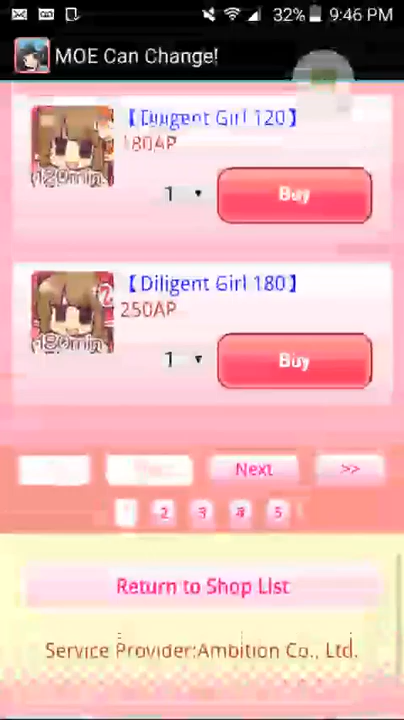 32% 9:46 PM
MOE Can Change!
【Diligent Girl 120】
180AP
120min
1 ▾ Buy
【Diligent Girl 180】
250AP
180min
1 ▾ Buy
Next >>
1 2 3 4 5
Return to Shop List
Service Provider:Ambition Co., Ltd.